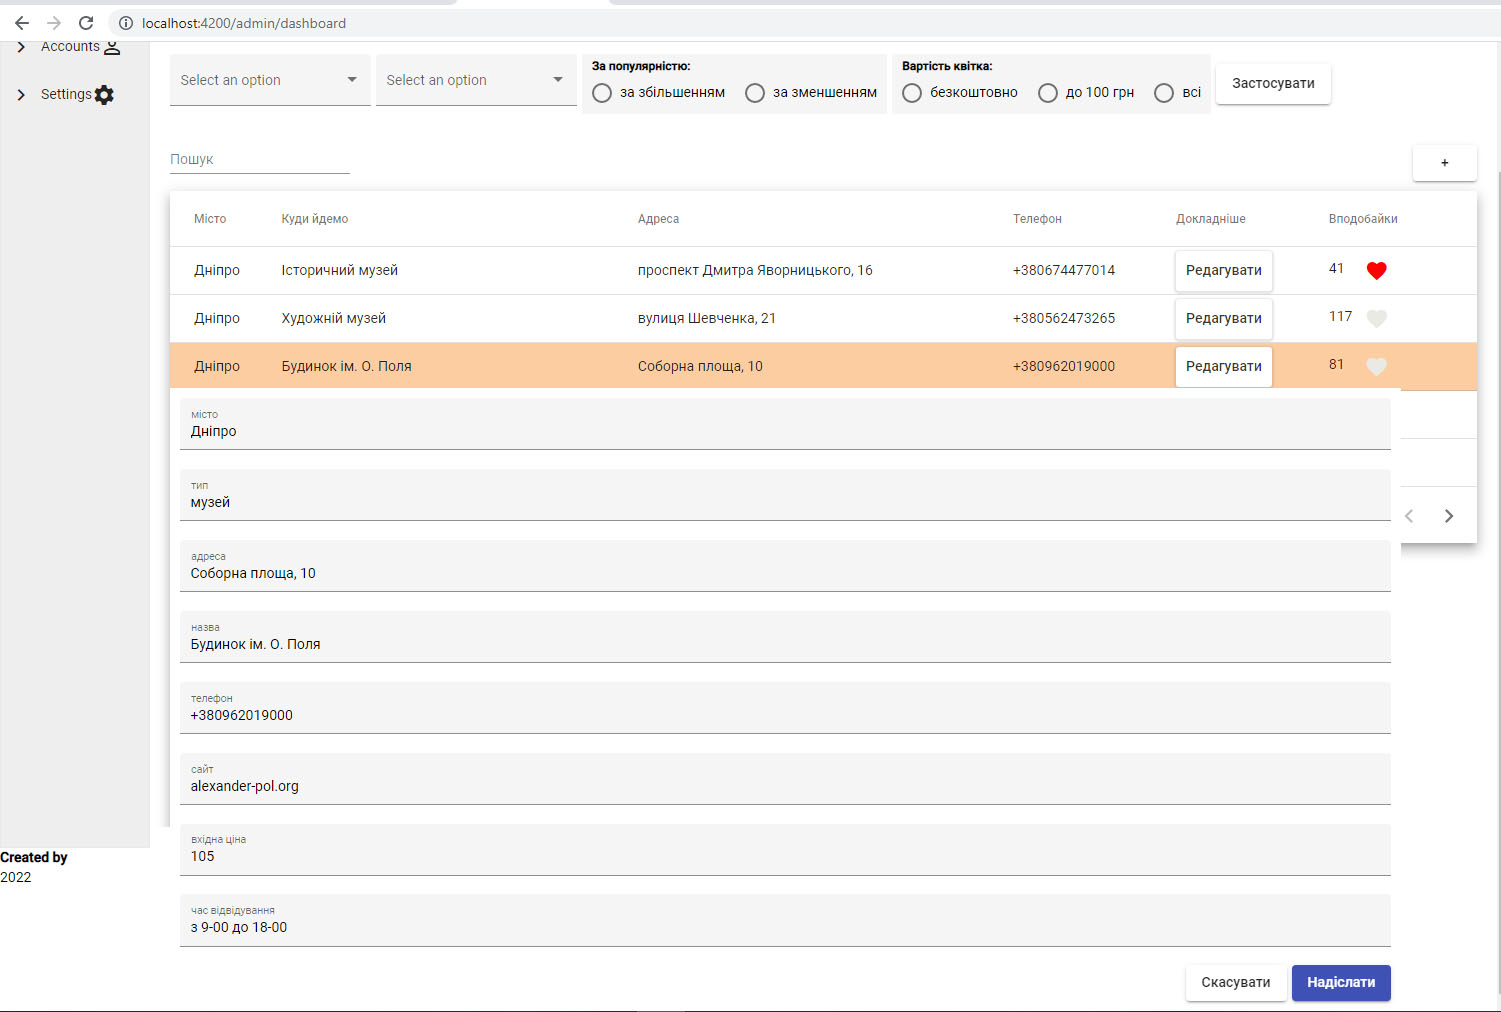 localhost:4200/admin/dashboard
Accounts
Settings
Select an option
Select an option
За популярністю:
за збільшенням
за зменшенням
Вартість квітка:
безкоштовно
до 100 грн
всі
Застосувати
Пошук
+
Місто Куди йдемо Адреса Телефон Докладніше Вподобайки
Дніпро Історичний музей проспект Дмитра Яворницького, 16 +380674477014 Редагувати 41
Дніпро Художній музей вулиця Шевченка, 21 +380562473265 Редагувати 117
Дніпро Будинок ім. О. Поля Соборна площа, 10 +380962019000 Редагувати 81
місто
Дніпро
тип
музей
адреса
Соборна площа, 10
назва
Будинок ім. О. Поля
телефон
+380962019000
сайт
alexander-pol.org
вхідна ціна
105
час відвідування
з 9-00 до 18-00
Скасувати
Надіслати
Created by
2022